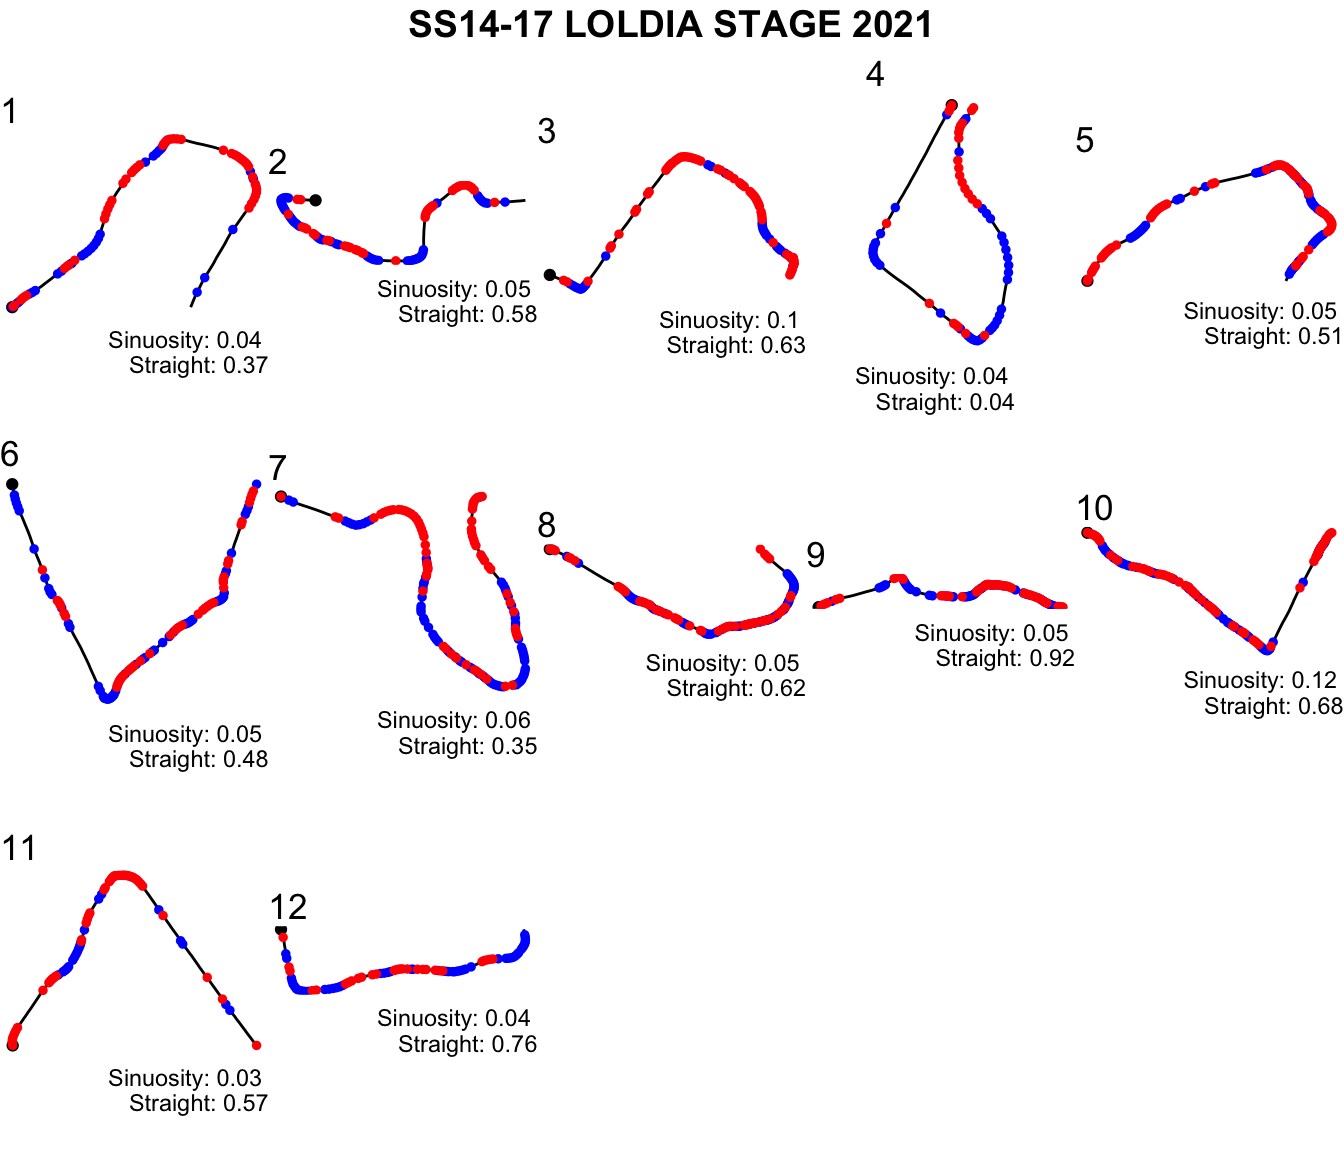 SS14-17 LOLDIA STAGE 2021
1
Sinuosity: 0.04
Straight: 0.37
2
Sinuosity: 0.05
Straight: 0.58
3
Sinuosity: 0.1
Straight: 0.63
4
Sinuosity: 0.04
Straight: 0.04
5
Sinuosity: 0.05
Straight: 0.51
6
Sinuosity: 0.05
Straight: 0.48
7
Sinuosity: 0.06
Straight: 0.35
8
Sinuosity: 0.05
Straight: 0.62
9
Sinuosity: 0.05
Straight: 0.92
10
Sinuosity: 0.12
Straight: 0.68
11
Sinuosity: 0.03
Straight: 0.57
12
Sinuosity: 0.04
Straight: 0.76